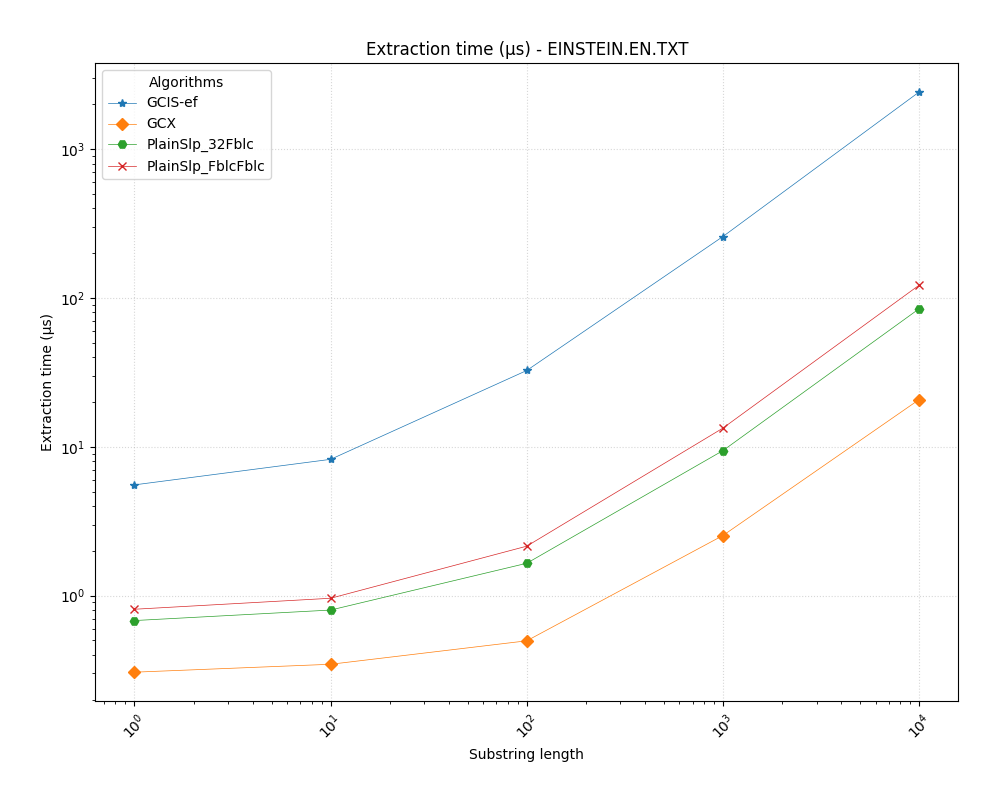 Extraction time (µs) - EINSTEIN.EN.TXT
Algorithms
GCIS-ef
GCX
PlainSlp_32Fblc
PlainSlp_FblcFblc
Extraction time (µs)
10³
10²
10¹
10⁰
10⁰ 10¹ 10² 10³ 10⁴
Substring length